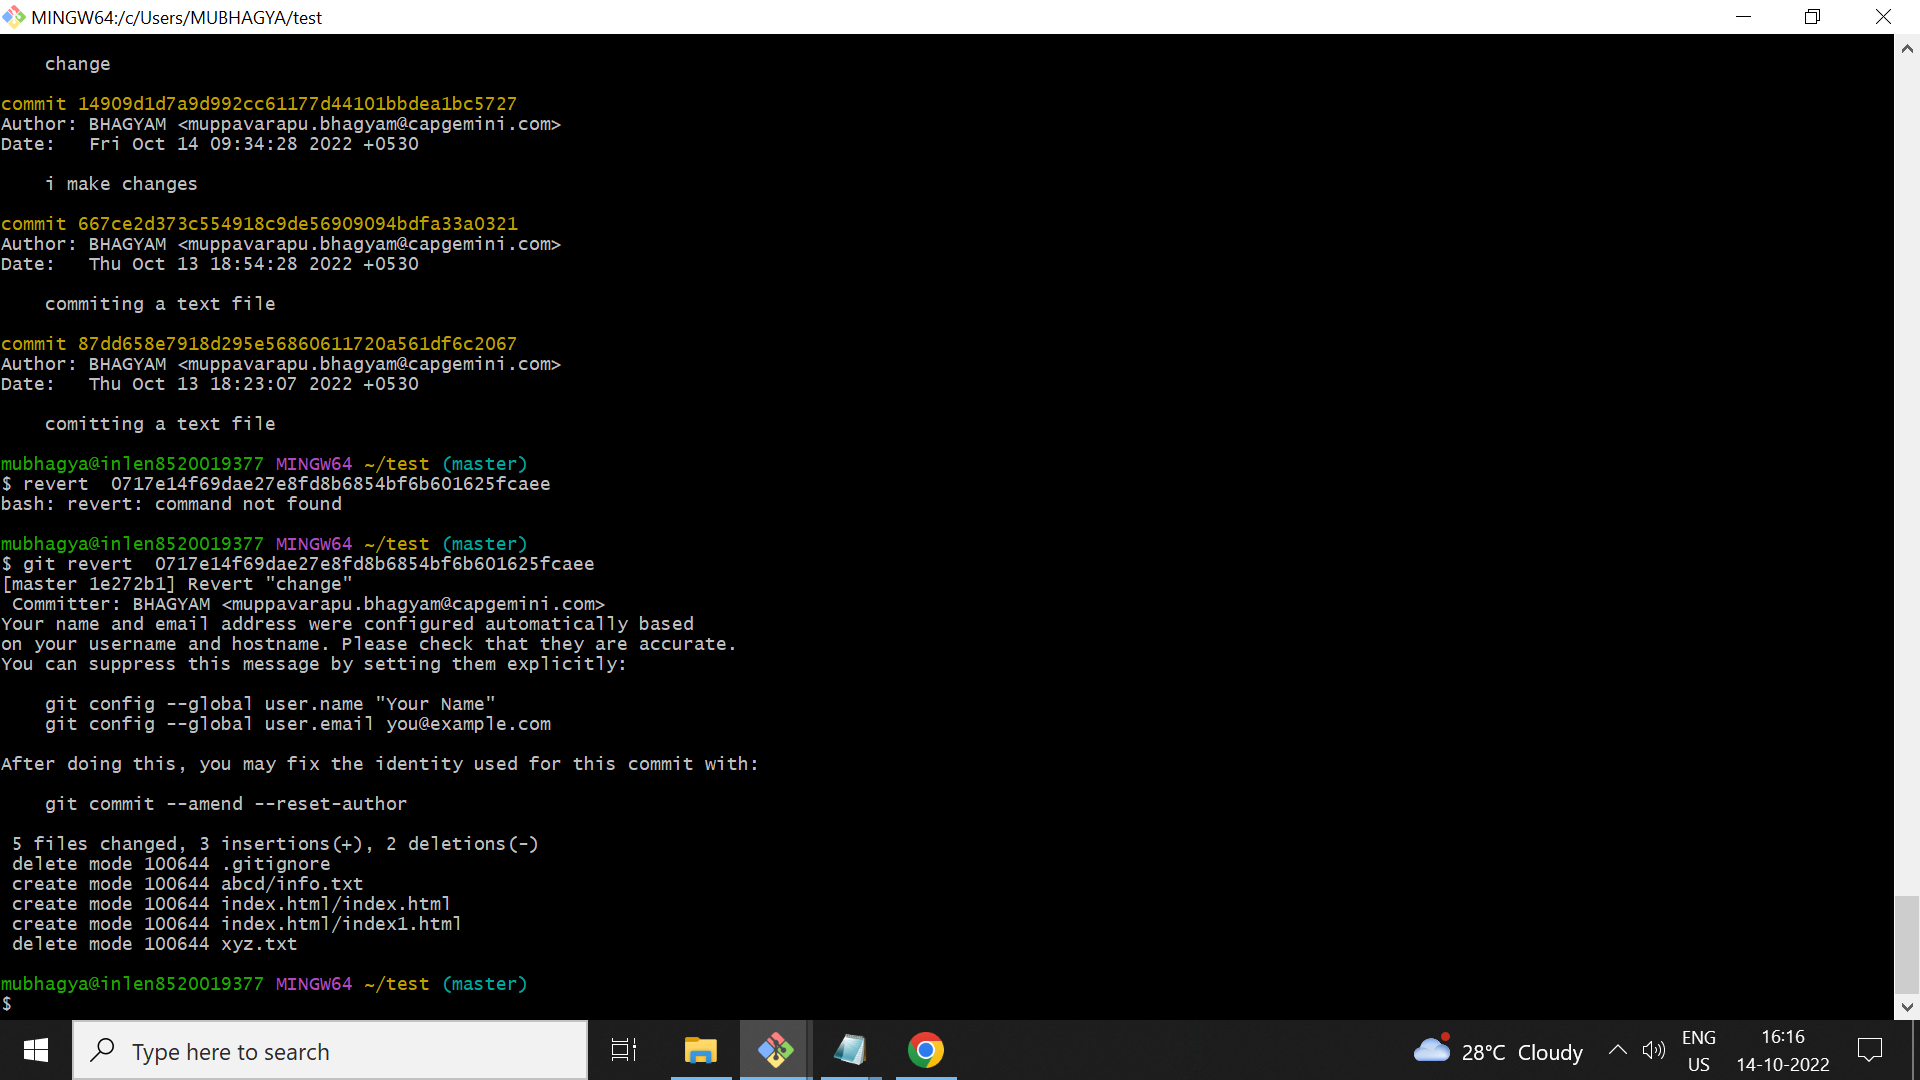 MINGW64:/c/Users/MUBHAGYA/test
change
commit 14909d1d7a9d992cc61177d44101bbdea1bc5727
Author: BHAGYAM <muppavarapu.bhagyam@capgemini.com>
Date:   Fri Oct 14 09:34:28 2022 +0530
i make changes
commit 667ce2d373c554918c9de56909094bdfa33a0321
Author: BHAGYAM <muppavarapu.bhagyam@capgemini.com>
Date:   Thu Oct 13 18:54:28 2022 +0530
commiting a text file
commit 87dd658e7918d295e56860611720a561df6c2067
Author: BHAGYAM <muppavarapu.bhagyam@capgemini.com>
Date:   Thu Oct 13 18:23:07 2022 +0530
comitting a text file
mubhagya@inlen8520019377 MINGW64 ~/test (master)
$ revert  0717e14f69dae27e8fd8b6854bf6b601625fcaee
bash: revert: command not found
mubhagya@inlen8520019377 MINGW64 ~/test (master)
$ git revert  0717e14f69dae27e8fd8b6854bf6b601625fcaee
[master 1e272b1] Revert "change"
Committer: BHAGYAM <muppavarapu.bhagyam@capgemini.com>
Your name and email address were configured automatically based
on your username and hostname. Please check that they are accurate.
You can suppress this message by setting them explicitly:
git config --global user.name "Your Name"
git config --global user.email you@example.com
After doing this, you may fix the identity used for this commit with:
git commit --amend --reset-author
5 files changed, 3 insertions(+), 2 deletions(-)
delete mode 100644 .gitignore
create mode 100644 abcd/info.txt
create mode 100644 index.html/index.html
create mode 100644 index.html/index1.html
delete mode 100644 xyz.txt
mubhagya@inlen8520019377 MINGW64 ~/test (master)
$
Type here to search
28°C Cloudy
ENG
US
16:16
14-10-2022